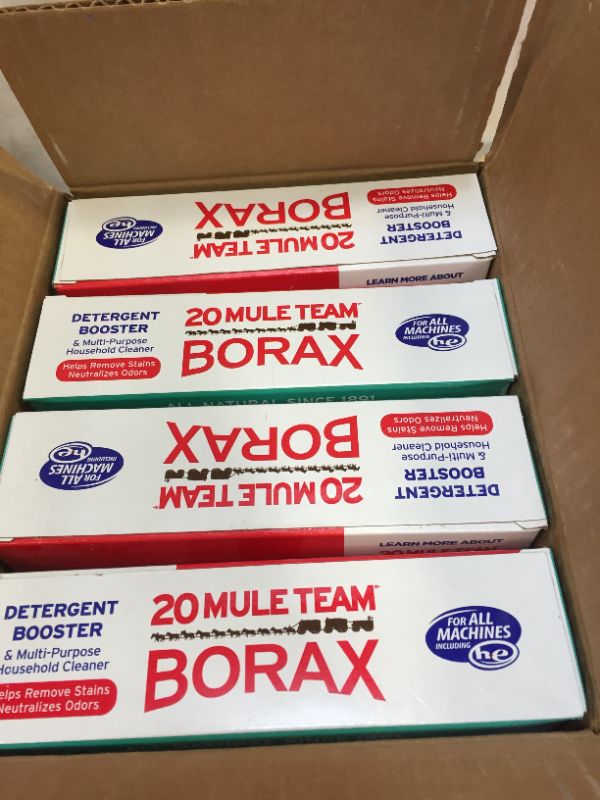 DETERGENT
BOOSTER
& Multi-Purpose
Household Cleaner
Helps Remove Stains
Neutralizes Odors
20 MULE TEAM
BORAX
FOR ALL
MACHINES
INCLUDING
he
LEARN MORE ABOUT
DETERGENT
BOOSTER
& Multi-Purpose
Household Cleaner
Helps Remove Stains
Neutralizes Odors
20 MULE TEAM
BORAX
FOR ALL
MACHINES
INCLUDING
he
ALL NATURAL SINCE 1891
DETERGENT
BOOSTER
& Multi-Purpose
Household Cleaner
Helps Remove Stains
Neutralizes Odors
20 MULE TEAM
BORAX
FOR ALL
MACHINES
INCLUDING
he
LEARN MORE ABOUT
20 MULE TEAM
DETERGENT
BOOSTER
& Multi-Purpose
Household Cleaner
elps Remove Stains
Neutralizes Odors
20 MULE TEAM
BORAX
FOR ALL
MACHINES
INCLUDING
he